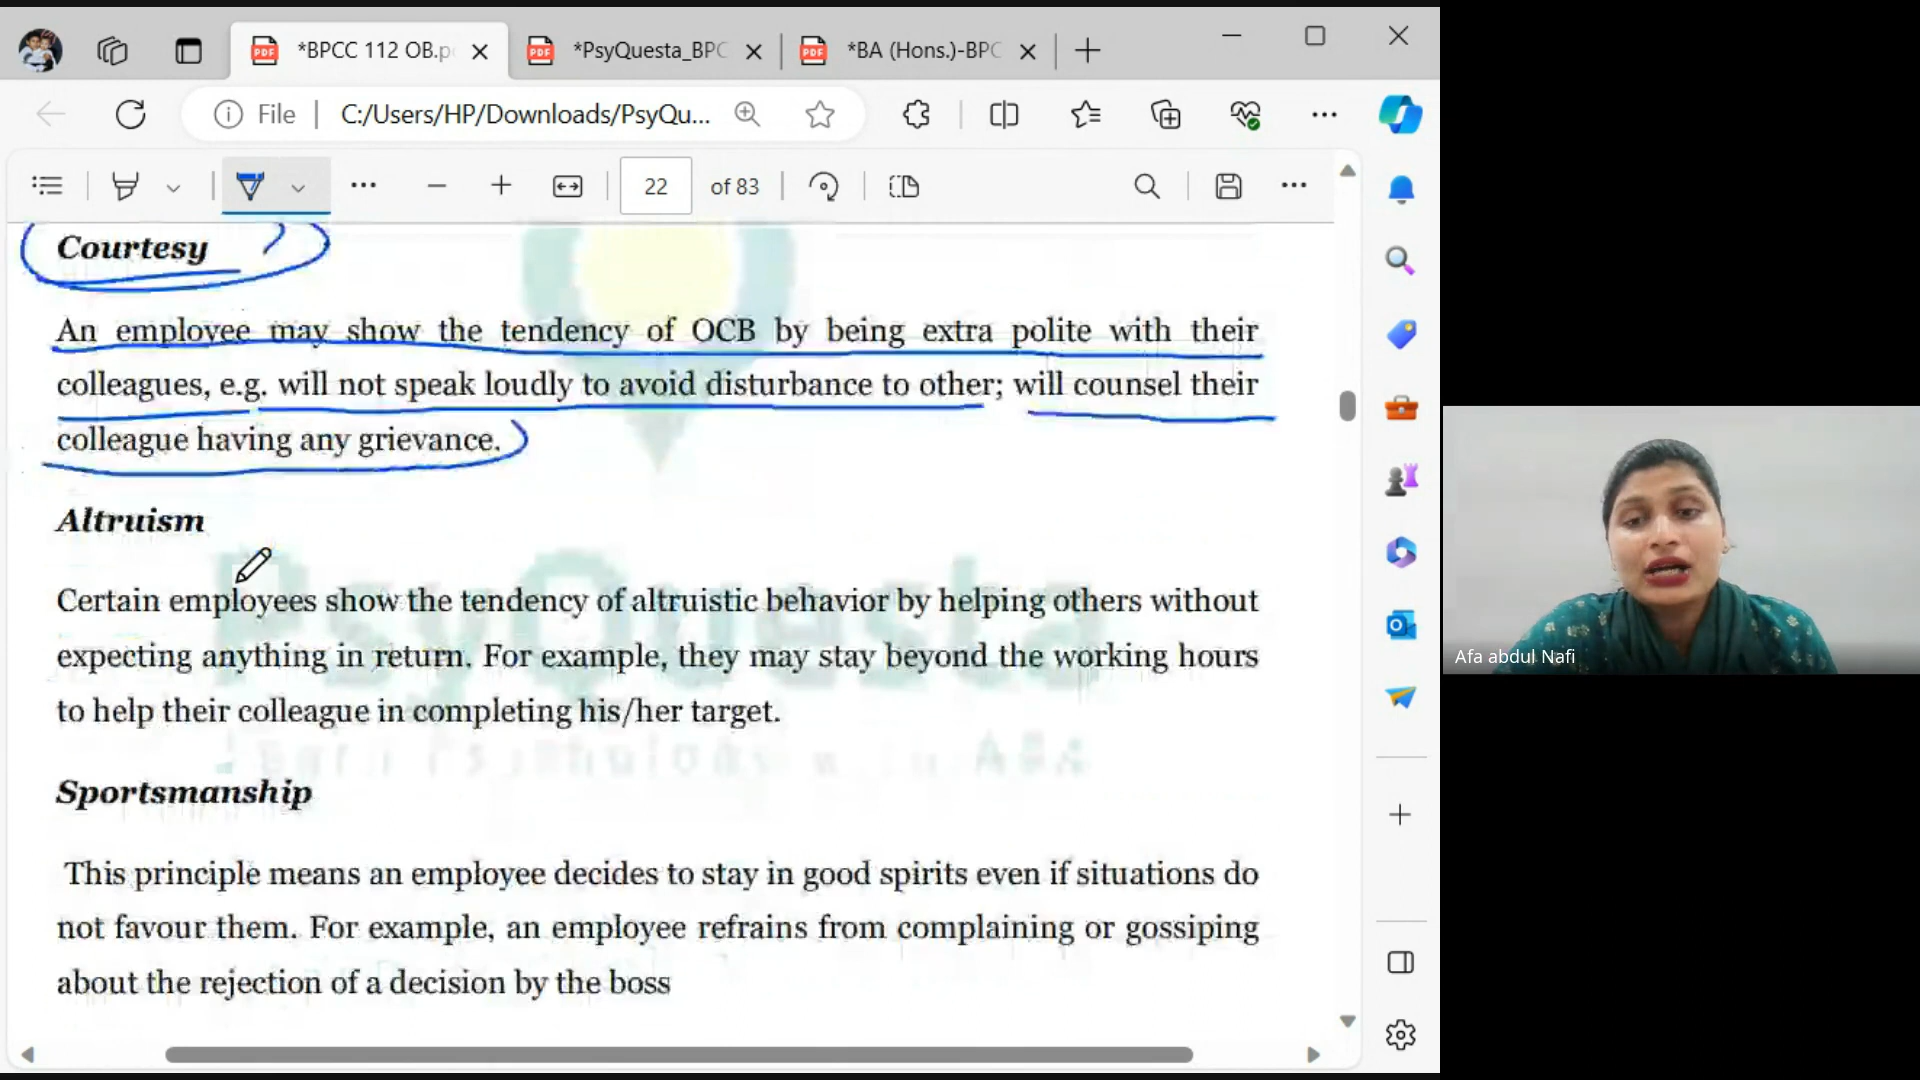 *BPCC 112 OB.p
*PsyQuesta_BPC
*BA (Hons.)-BPC
File
C:/Users/HP/Downloads/PsyQu...
22 of 83
Courtesy
An employee may show the tendency of OCB by being extra polite with their
colleagues, e.g. will not speak loudly to avoid disturbance to other; will counsel their
colleague having any grievance.
Altruism
Certain employees show the tendency of altruistic behavior by helping others without
expecting anything in return. For example, they may stay beyond the working hours
to help their colleague in completing his/her target.
Sportsmanship
This principle means an employee decides to stay in good spirits even if situations do
not favour them. For example, an employee refrains from complaining or gossiping
about the rejection of a decision by the boss
PsyQuesta
Afa abdul Nafi